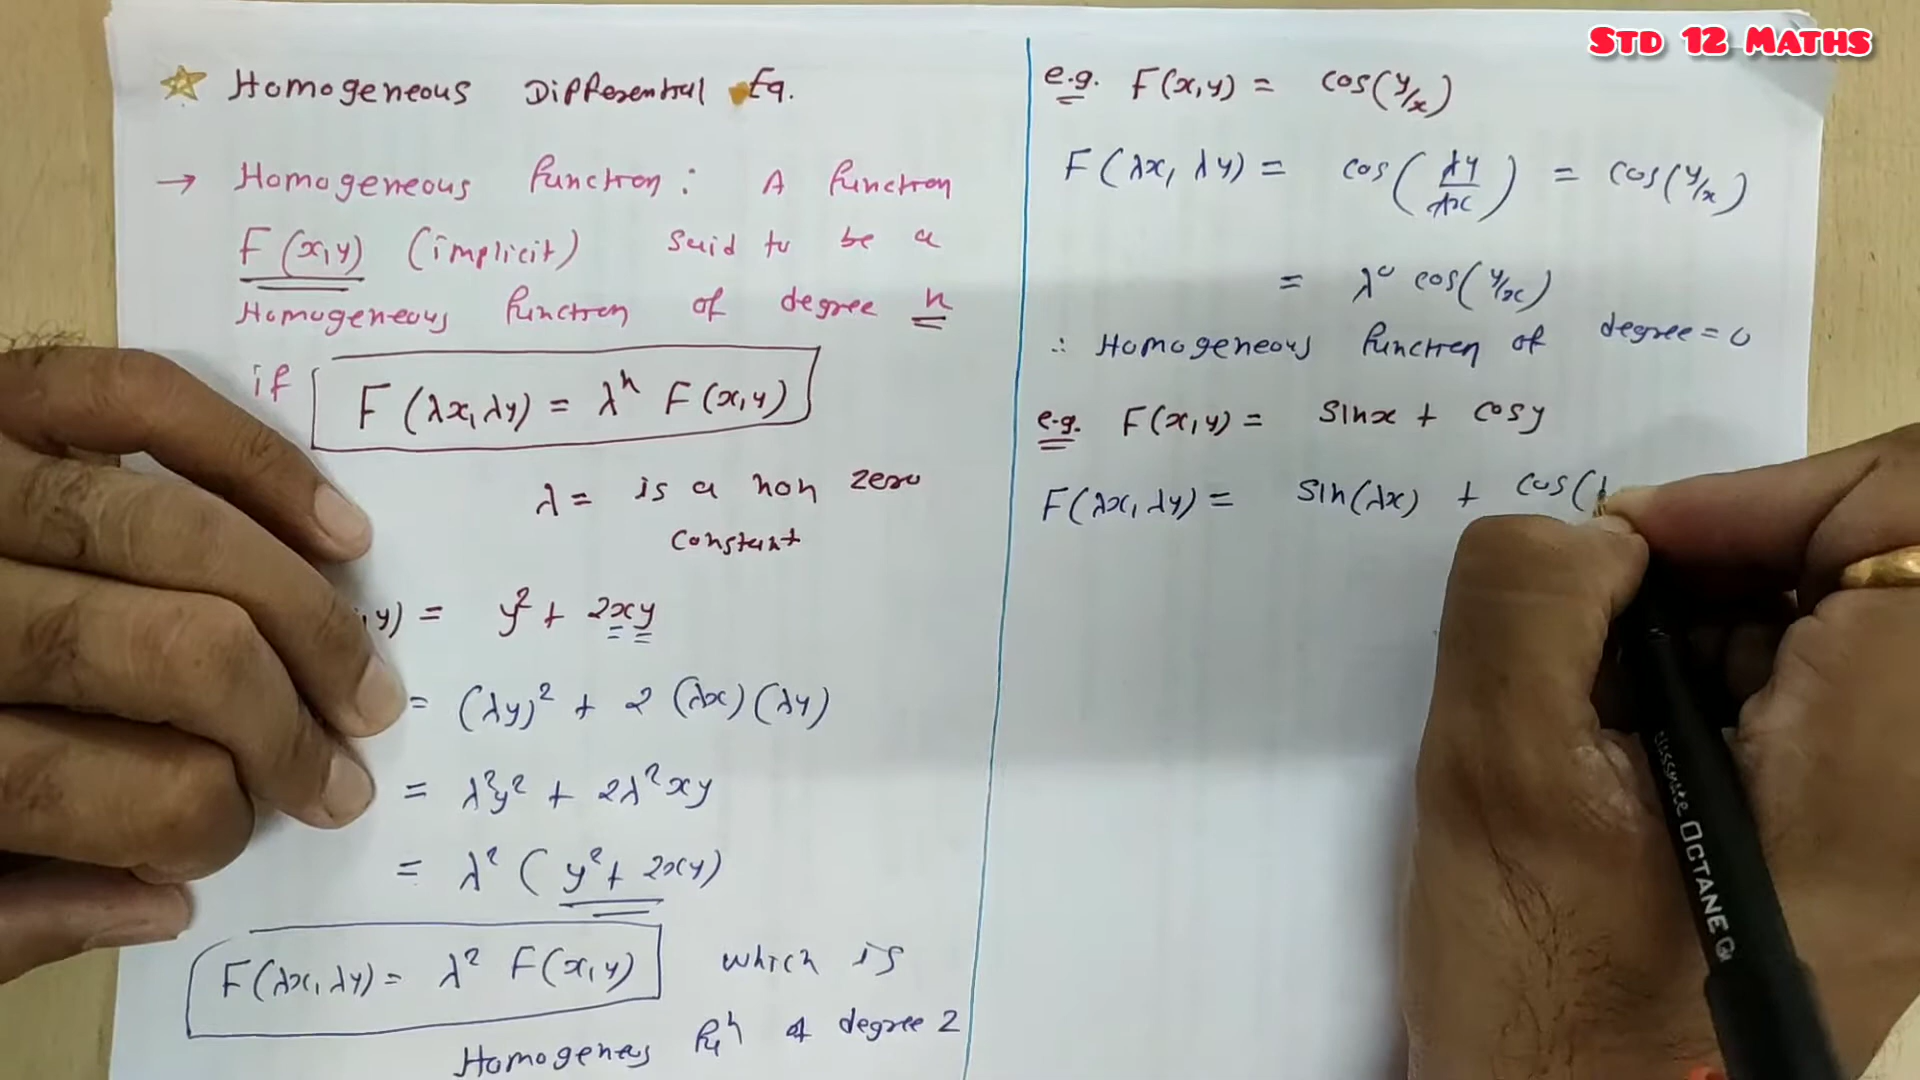 Std 12 Maths
Homogeneous Differential Eq.
→ Homogeneous function : A function
F(x,y) (implicit) said to be a
Homogeneous function of degree n
if F(λx,λy) = λⁿ F(x,y)
λ = is a non zero
constant
,y) = y² + 2xy
= (λy)² + 2(λx)(λy)
= λ²y² + 2λ²xy
= λ² (y² + 2xy)
F(λx,λy) = λ² F(x,y) which is
Homogeneous fuⁿ of degree 2
e.g. F(x,y) = cos(y/x)
F(λx, λy) = cos(λy/λx) = cos(y/x)
= λ⁰ cos(y/x)
∴ Homogeneous function of degree = 0
e.g. F(x,y) = sinx + cosy
F(λx, λy) = sin(λx) + cos(λ
OCTANE